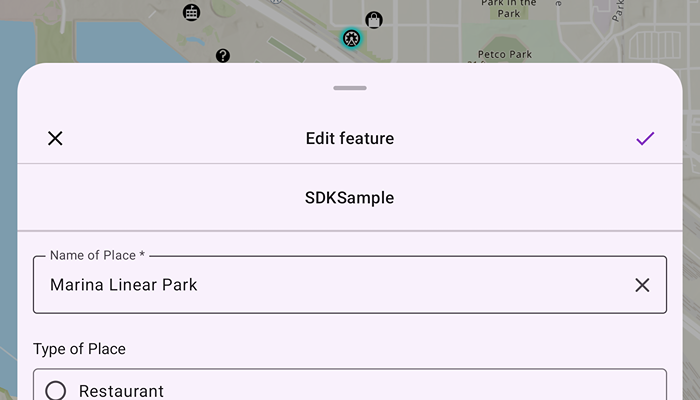 Park in the
Park
Park
Petco Park
?
Edit feature
SDKSample
Name of Place *
Marina Linear Park
Type of Place
Restaurant